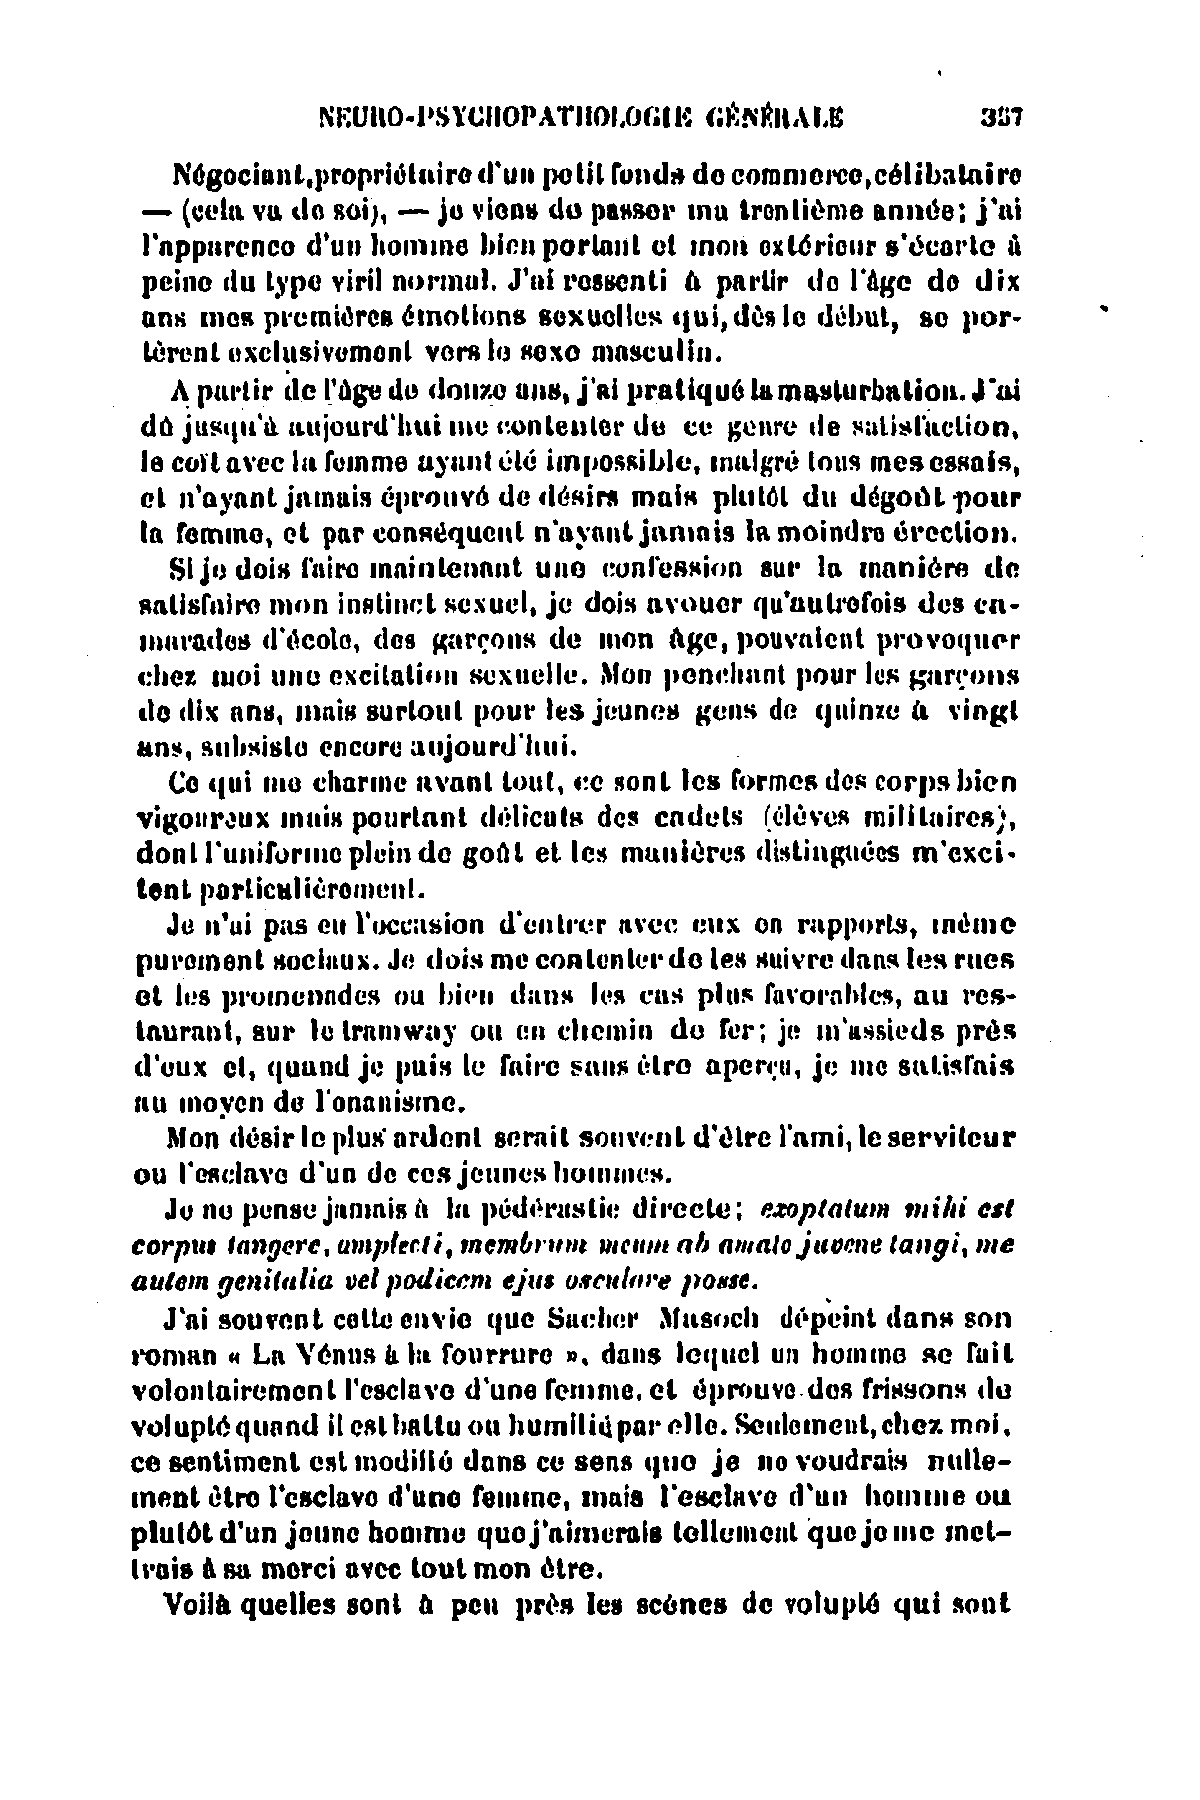 NEURO-PSYCHOPATHOLOGIE GÉNÉRALE 337
Négociant, propriétaire d'un petit fonds de commerce, célibataire
— (cela va de soi), — je viens de passer ma trentième année; j'ai
l'apparence d'un homme bien portant et mon extérieur s'écarte à
peine du type viril normal. J'ai ressenti à partir de l'âge de dix
ans mes premières émotions sexuelles qui, dès le début, se por-
tèrent exclusivement vers le sexe masculin.
A partir de l'âge de douze ans, j'ai pratiqué la masturbation. J'ai
dû jusqu'à aujourd'hui me contenter de ce genre de satisfaction,
le coït avec la femme ayant été impossible, malgré tous mes essais,
et n'ayant jamais éprouvé de désirs mais plutôt du dégoût pour
la femme, et par conséquent n'ayant jamais la moindre érection.
Si je dois faire maintenant une confession sur la manière de
satisfaire mon instinct sexuel, je dois avouer qu'autrefois des ca-
marades d'école, des garçons de mon âge, pouvaient provoquer
chez moi une excitation sexuelle. Mon penchant pour les garçons
de dix ans, mais surtout pour les jeunes gens de quinze à vingt
ans, subsiste encore aujourd'hui.
Ce qui me charme avant tout, ce sont les formes des corps bien
vigoureux mais pourtant délicats des cadets (élèves militaires),
dont l'uniforme plein de goût et les manières distinguées m'exci-
tent particulièrement.
Je n'ai pas eu l'occasion d'entrer avec eux en rapports, même
purement sociaux. Je dois me contenter de les suivre dans les rues
et les promenades ou bien dans les cas plus favorables, au res-
taurant, sur le tramway ou en chemin de fer; je m'assieds près
d'eux et, quand je puis le faire sans être aperçu, je me satisfais
au moyen de l'onanisme.
Mon désir le plus ardent serait souvent d'être l'ami, le serviteur
ou l'esclave d'un de ces jeunes hommes.
Je ne pense jamais à la pédérastie directe; exoptatum mihi est
corpus tangere, amplecti, membrum meum ab amato juvene tangi, me
autem genitalia vel podicem ejus osculare posse.
J'ai souvent cette envie que Sacher Masoch dépeint dans son
roman « La Vénus à la fourrure », dans lequel un homme se fait
volontairement l'esclave d'une femme, et éprouve des frissons de
volupté quand il est battu ou humilié par elle. Seulement, chez moi,
ce sentiment est modifié dans ce sens que je ne voudrais nulle-
ment être l'esclave d'une femme, mais l'esclave d'un homme ou
plutôt d'un jeune homme que j'aimerais tellement que je me met-
trais à sa merci avec tout mon être.
Voilà quelles sont à peu près les scènes de volupté qui sont